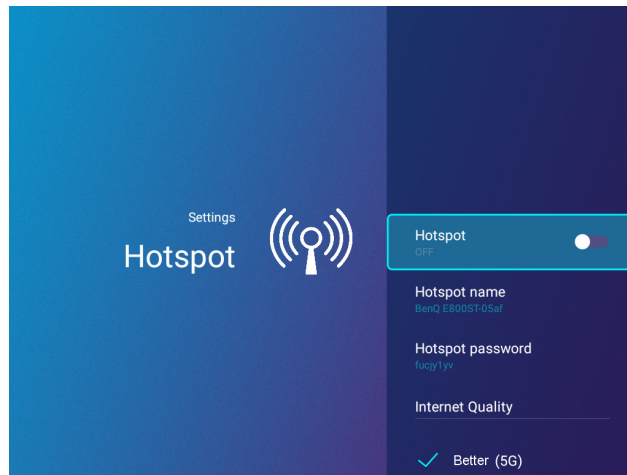 Settings
Hotspot
Hotspot
OFF
Hotspot name
BenQ E800ST-05af
Hotspot password
fucjy1yv
Internet Quality
Better (5G)